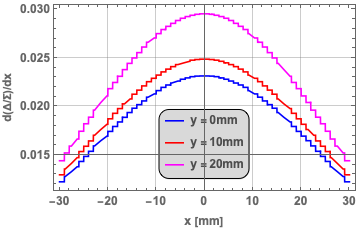 0.030
0.025
0.020
0.015
d(Δ/Σ)/dx
y = 0mm
y = 10mm
y = 20mm
−30 −20 −10 0 10 20 30
x [mm]